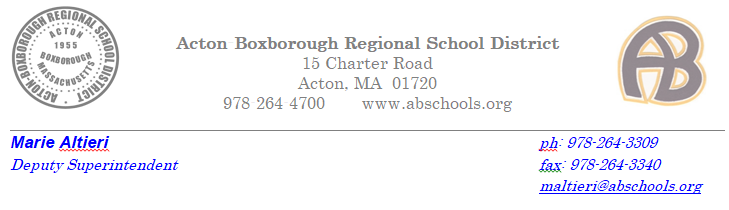 ACTON-BOXBOROUGH REGIONAL SCHOOL DISTRICT
ACTON
1955
BOXBOROUGH
MASSACHUSETTS
Acton Boxborough Regional School District
15 Charter Road
Acton, MA 01720
978 264 4700 www.abschools.org
AB
Marie Altieri ph: 978-264-3309
Deputy Superintendent fax: 978-264-3340
maltieri@abschools.org